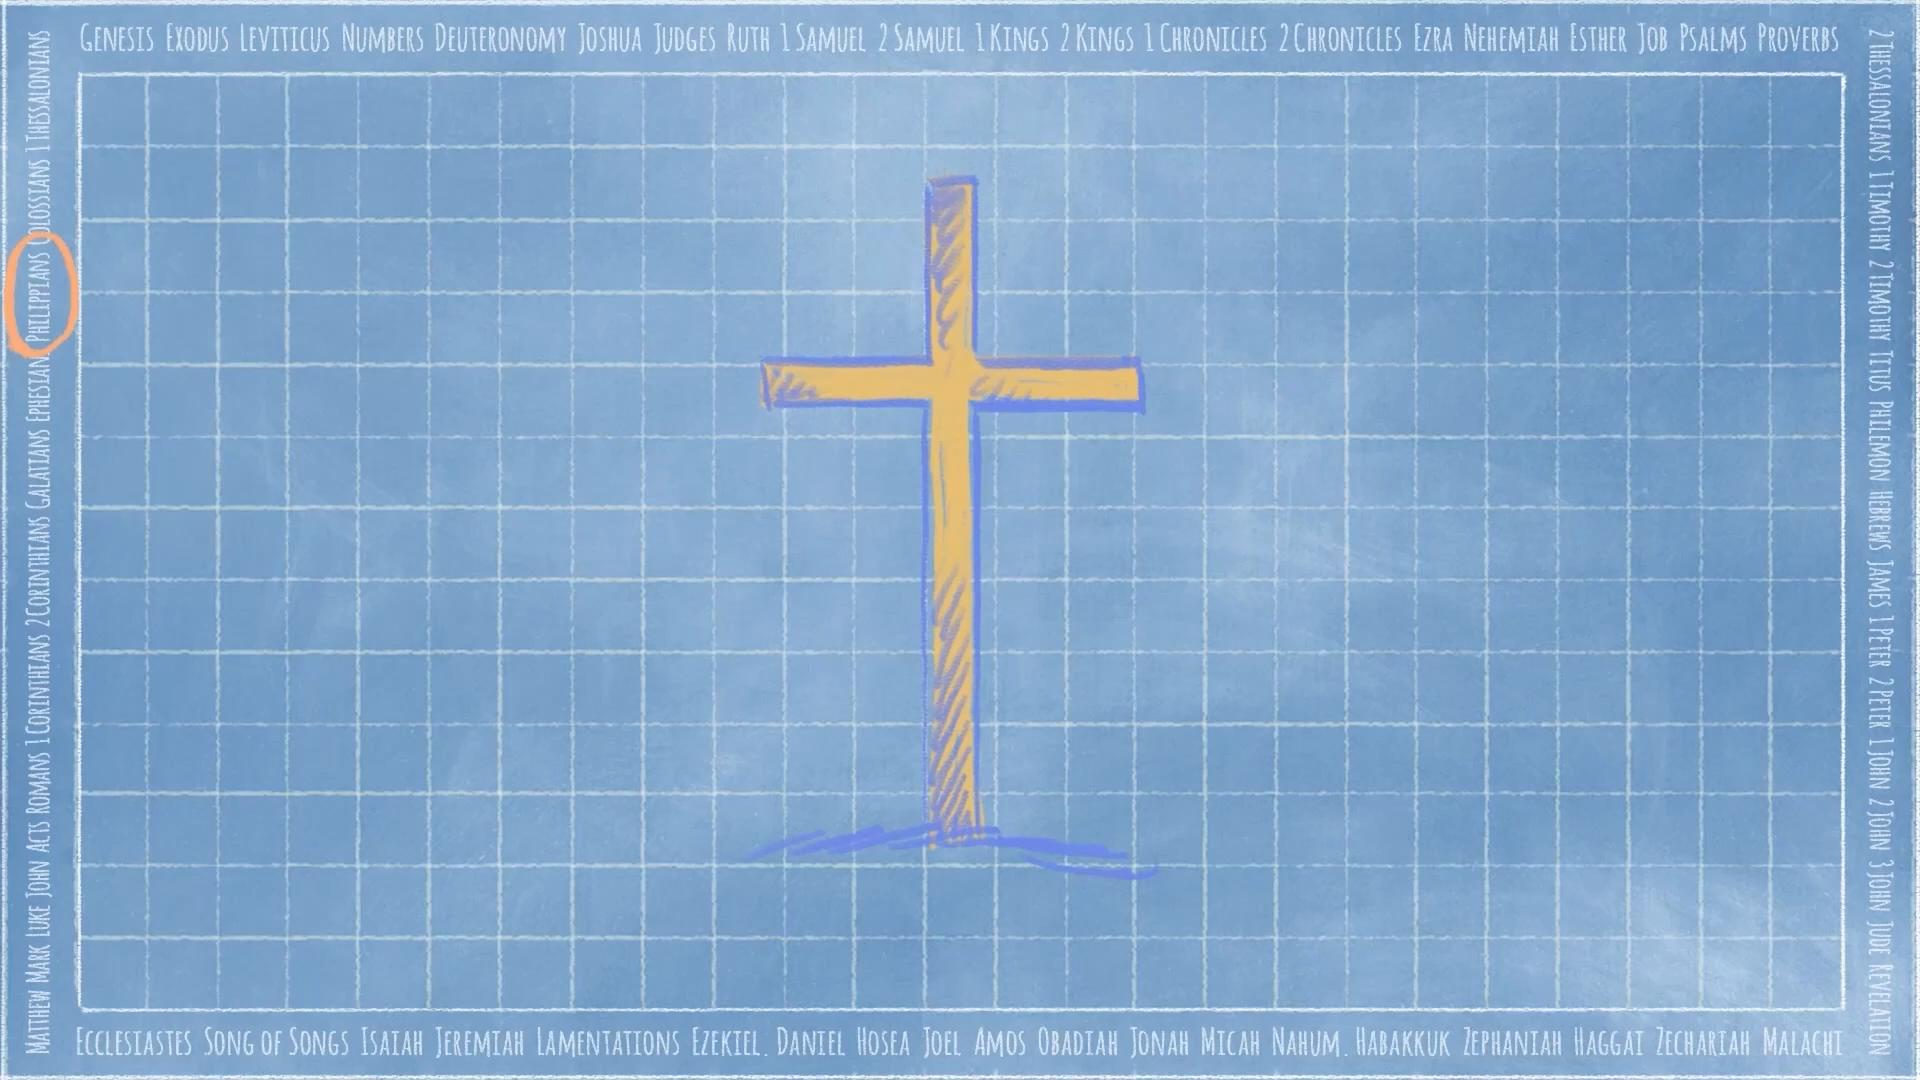 Genesis Exodus Leviticus Numbers Deuteronomy Joshua Judges Ruth 1 Samuel 2 Samuel 1 Kings 2 Kings 1 Chronicles 2 Chronicles Ezra Nehemiah Esther Job Psalms Proverbs
Matthew Mark Luke John Acts Romans 1 Corinthians 2 Corinthians Galatians Ephesians Philippians Colossians 1 Thessalonians
2 Thessalonians 1 Timothy 2 Timothy Titus Philemon Hebrews James 1 Peter 2 Peter 1 John 2 John 3 John Jude Revelation
Ecclesiastes Song of Songs Isaiah Jeremiah Lamentations Ezekiel. Daniel Hosea Joel Amos Obadiah Jonah Micah Nahum. Habakkuk Zephaniah Haggai Zechariah Malachi